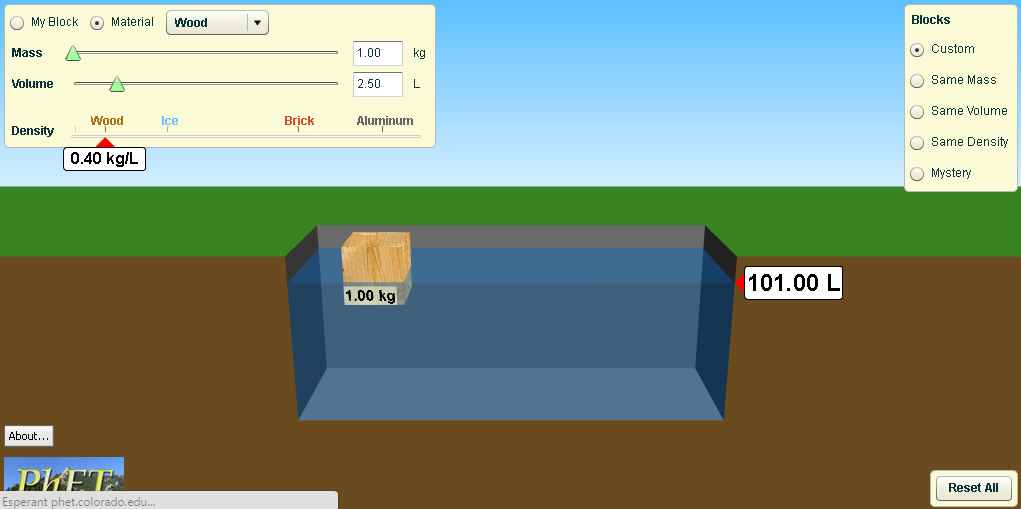 My Block Material Wood
Mass 1.00 kg
Volume 2.50 L
Density Wood Ice Brick Aluminum
0.40 kg/L
Blocks
Custom
Same Mass
Same Volume
Same Density
Mystery
1.00 kg
101.00 L
About...
PhET
Esperant phet.colorado.edu...
Reset All